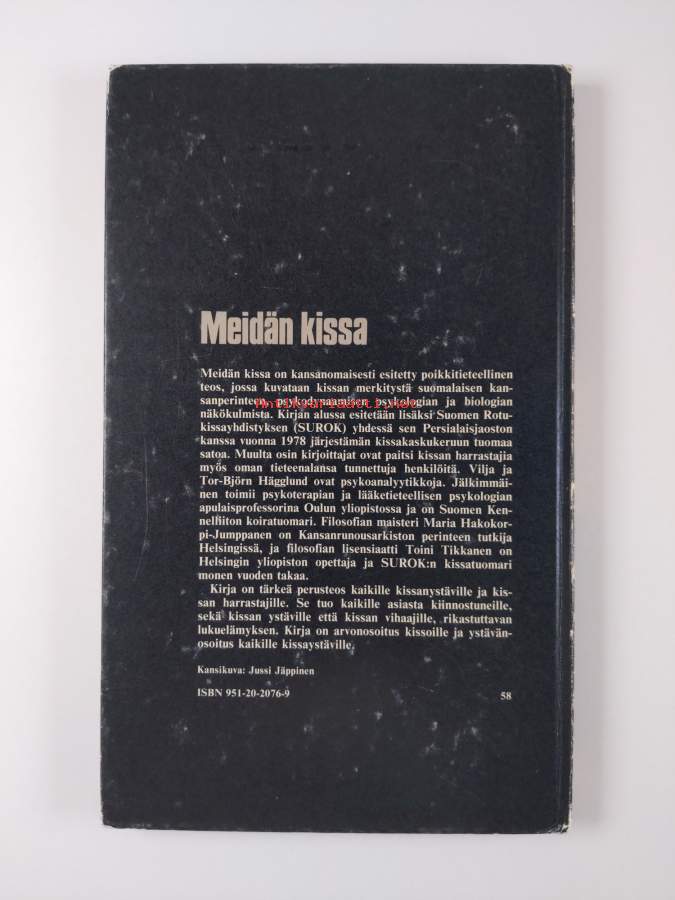 Meidän kissa
Meidän kissa on kansanomaisesti esitetty poikkitieteellinen
teos, jossa kuvataan kissan merkitystä suomalaisen kan-
sanperinteen, psykodynaamisen psykologian ja biologian
Antikvariaatti.net
näkökulmista. Kirjan alussa esitetään lisäksi Suomen Rotu-
kissayhdistyksen (SUROK) yhdessä sen Persialaisjaoston
kanssa vuonna 1978 järjestämän kissakaskukeruun tuomaa
satoa. Muulta osin kirjoittajat ovat paitsi kissan harrastajia
myös oman tieteenalansa tunnettuja henkilöitä. Vilja ja
Tor-Björn Hägglund ovat psykoanalyytikkoja. Jälkimmäi-
nen toimii psykoterapian ja lääketieteellisen psykologian
apulaisprofessorina Oulun yliopistossa ja on Suomen Ken-
nelliiton koiratuomari. Filosofian maisteri Maria Hakokor-
pi-Jumppanen on Kansanrunousarkiston perinteen tutkija
Helsingissä, ja filosofian lisensiaatti Toini Tikkanen on
Helsingin yliopiston opettaja ja SUROK:n kissatuomari
monen vuoden takaa.
Kirja on tärkeä perusteos kaikille kissanystäville ja kis-
san harrastajille. Se tuo kaikille asiasta kiinnostuneille,
sekä kissan ystäville että kissan vihaajille, rikastuttavan
lukuelämyksen. Kirja on arvonosoitus kissoille ja ystävän-
osoitus kaikille kissaystäville.
Kansikuva: Jussi Jäppinen
ISBN 951-20-2076-9
58